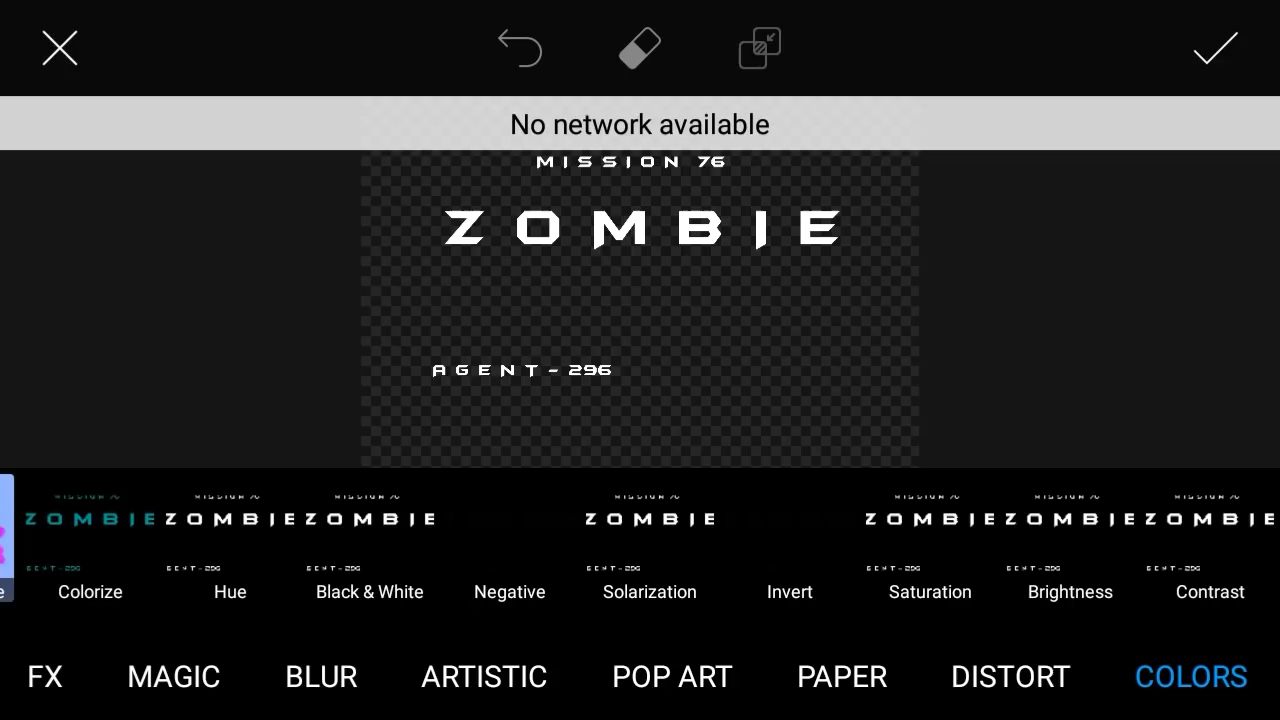 No network available
MISSION 76
ZOMBIE
AGENT-296
Colorize
Hue
Black & White
Negative
Solarization
Invert
Saturation
Brightness
Contrast
FX
MAGIC
BLUR
ARTISTIC
POP ART
PAPER
DISTORT
COLORS